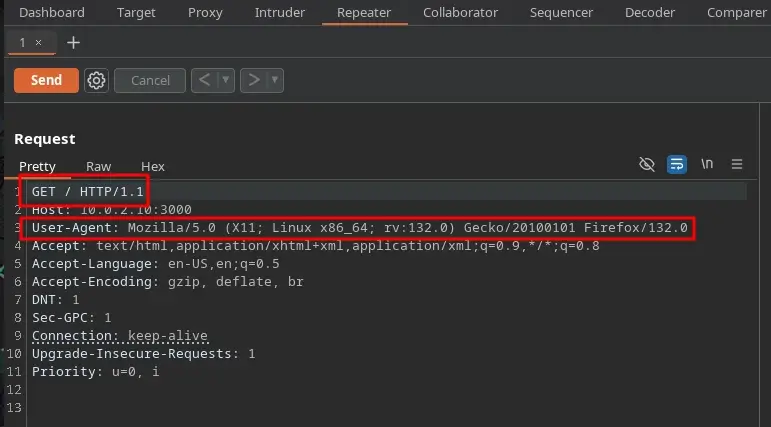 Dashboard Target Proxy Intruder Repeater Collaborator Sequencer Decoder Comparer
1 × +
Send Cancel < ▼ > ▼
Request
Pretty Raw Hex \n
1 GET / HTTP/1.1
2 Host: 10.0.2.10:3000
3 User-Agent: Mozilla/5.0 (X11; Linux x86_64; rv:132.0) Gecko/20100101 Firefox/132.0
4 Accept: text/html,application/xhtml+xml,application/xml;q=0.9,*/*;q=0.8
5 Accept-Language: en-US,en;q=0.5
6 Accept-Encoding: gzip, deflate, br
7 DNT: 1
8 Sec-GPC: 1
9 Connection: keep-alive
10 Upgrade-Insecure-Requests: 1
11 Priority: u=0, i
12
13